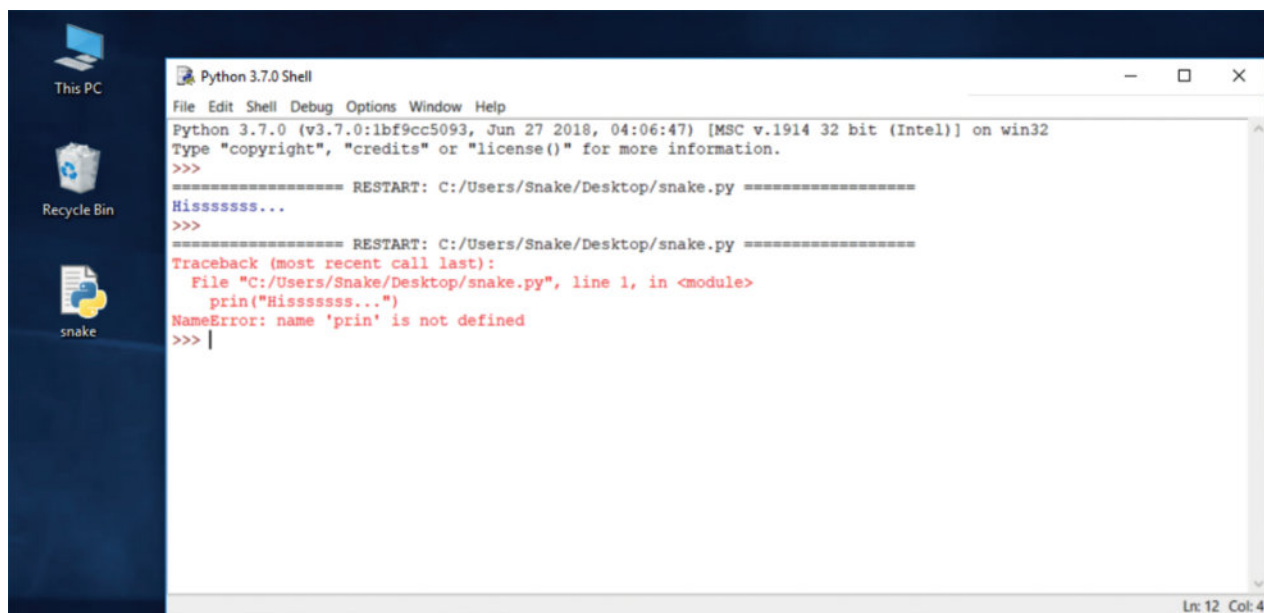 This PC
Recycle Bin
snake
Python 3.7.0 Shell
File Edit Shell Debug Options Window Help
Python 3.7.0 (v3.7.0:1bf9cc5093, Jun 27 2018, 04:06:47) [MSC v.1914 32 bit (Intel)] on win32
Type "copyright", "credits" or "license()" for more information.
>>>
================== RESTART: C:/Users/Snake/Desktop/snake.py ==================
Hisssssss...
>>>
================== RESTART: C:/Users/Snake/Desktop/snake.py ==================
Traceback (most recent call last):
  File "C:/Users/Snake/Desktop/snake.py", line 1, in <module>
    prin("Hisssssss...")
NameError: name 'prin' is not defined
>>>
Ln: 12 Col: 4